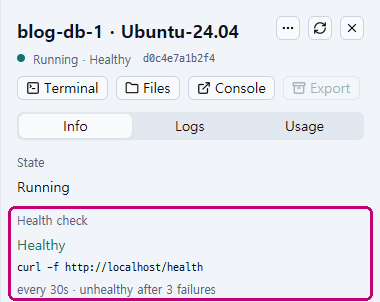 blog-db-1 · Ubuntu-24.04
Running · Healthy d0c4e7a1b2f4
Terminal Files Console Export
Info Logs Usage
State
Running
Health check
Healthy
curl -f http://localhost/health
every 30s · unhealthy after 3 failures